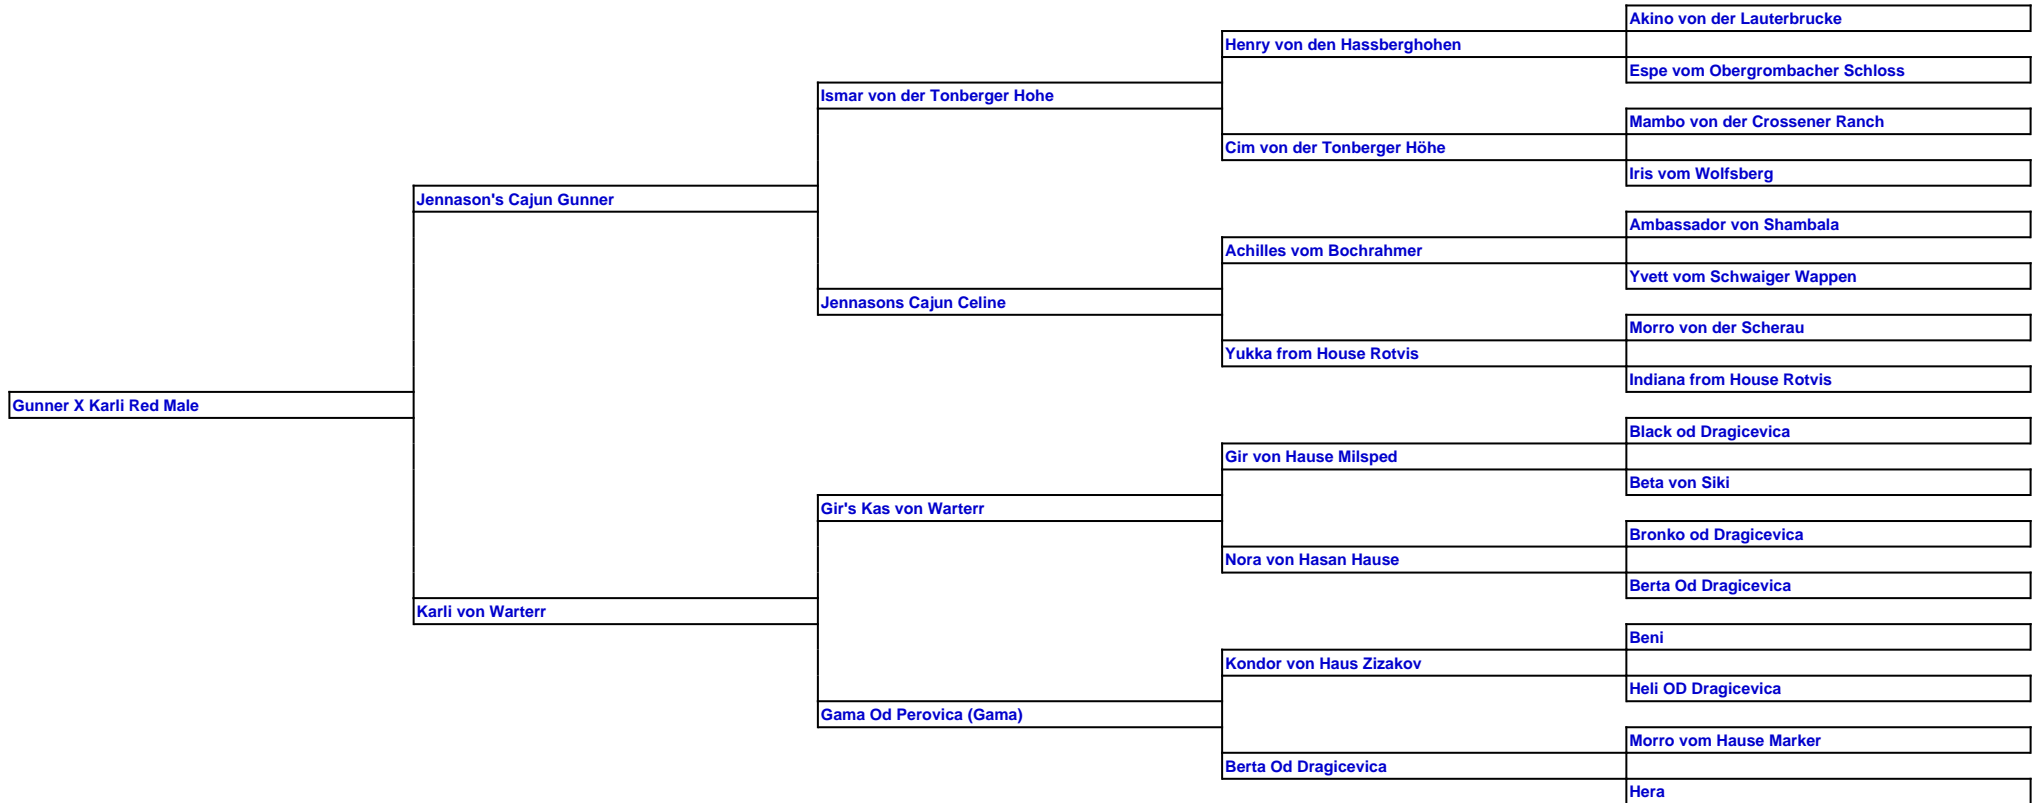 Akino von der Lauterbrucke
Henry von den Hassberghohen
Espe vom Obergrombacher Schloss
Ismar von der Tonberger Hohe
Mambo von der Crossener Ranch
Cim von der Tonberger Höhe
Iris vom Wolfsberg
Jennason's Cajun Gunner
Ambassador von Shambala
Achilles vom Bochrahmer
Yvett vom Schwaiger Wappen
Jennasons Cajun Celine
Morro von der Scherau
Yukka from House Rotvis
Indiana from House Rotvis
Gunner X Karli Red Male
Black od Dragicevica
Gir von Hause Milsped
Beta von Siki
Gir's Kas von Warterr
Bronko od Dragicevica
Nora von Hasan Hause
Berta Od Dragicevica
Karli von Warterr
Beni
Kondor von Haus Zizakov
Heli OD Dragicevica
Gama Od Perovica (Gama)
Morro vom Hause Marker
Berta Od Dragicevica
Hera